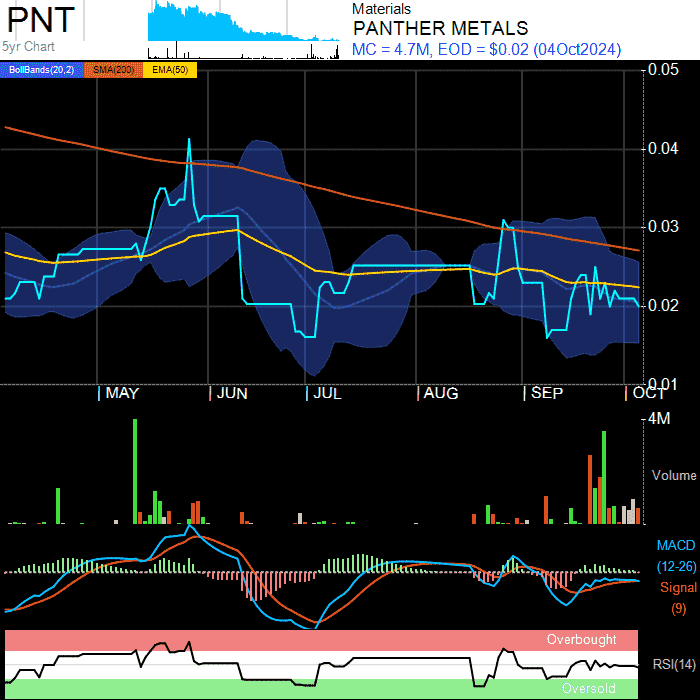 PNT
5yr Chart
Materials
PANTHER METALS
MC = 4.7M, EOD = $0.02 (04Oct2024)
BollBands(20,2) SMA(200) EMA(50)
0.05
0.04
0.03
0.02
0.01
MAY JUN JUL AUG SEP OCT
4M
Volume
MACD
(12-26)
Signal
(9)
Overbought
RSI(14)
Oversold